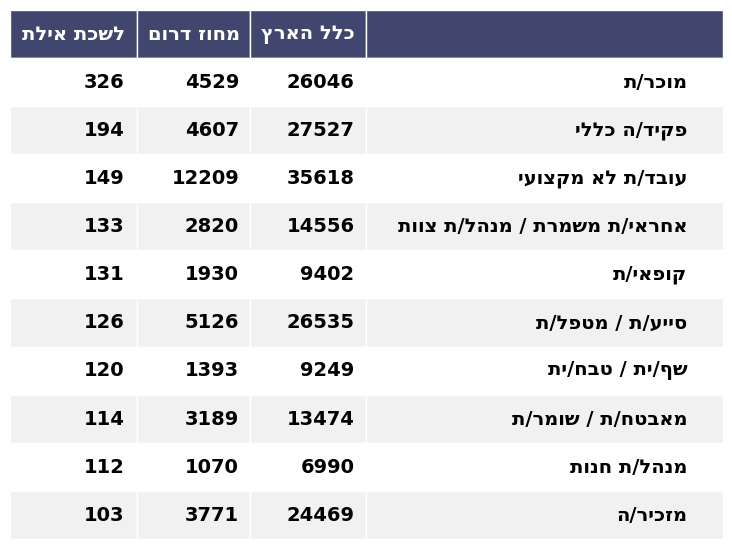 כלל הארץ מחוז דרום לשכת אילת
מוכר/ת 26046 4529 326
פקיד/ה כללי 27527 4607 194
עובד/ת לא מקצועי 35618 12209 149
אחראי/ת משמרת / מנהל/ת צוות 14556 2820 133
קופאי/ת 9402 1930 131
סייע/ת / מטפל/ת 26535 5126 126
שף/ית / טבח/ית 9249 1393 120
מאבטח/ת / שומר/ת 13474 3189 114
מנהל/ת חנות 6990 1070 112
מזכיר/ה 24469 3771 103